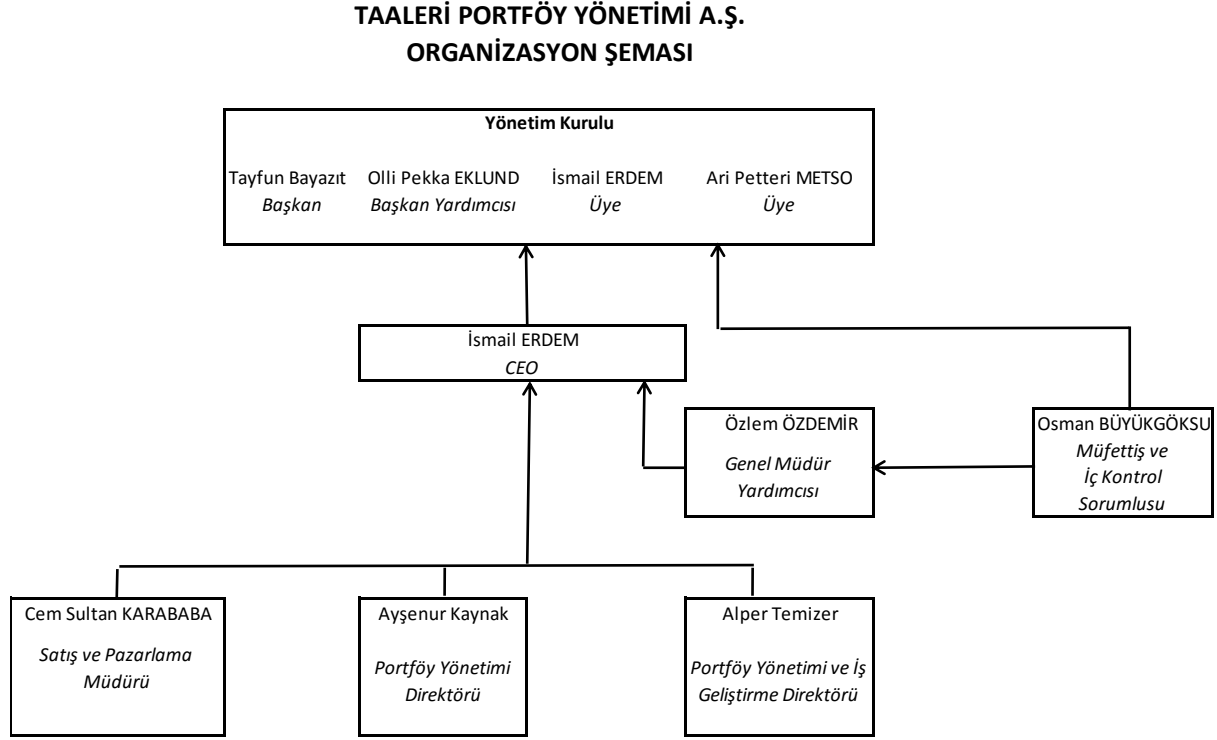 TAALERİ PORTFÖY YÖNETİMİ A.Ş.
ORGANİZASYON ŞEMASI
Yönetim Kurulu
Tayfun Bayazıt Olli Pekka EKLUND İsmail ERDEM Ari Petteri METSO
Başkan Başkan Yardımcısı Üye Üye
İsmail ERDEM
CEO
Özlem ÖZDEMİR
Genel Müdür
Yardımcısı
Osman BÜYÜKGÖKSU
Müfettiş ve
İç Kontrol
Sorumlusu
Cem Sultan KARABABA
Satış ve Pazarlama
Müdürü
Ayşenur Kaynak
Portföy Yönetimi
Direktörü
Alper Temizer
Portföy Yönetimi ve İş
Geliştirme Direktörü